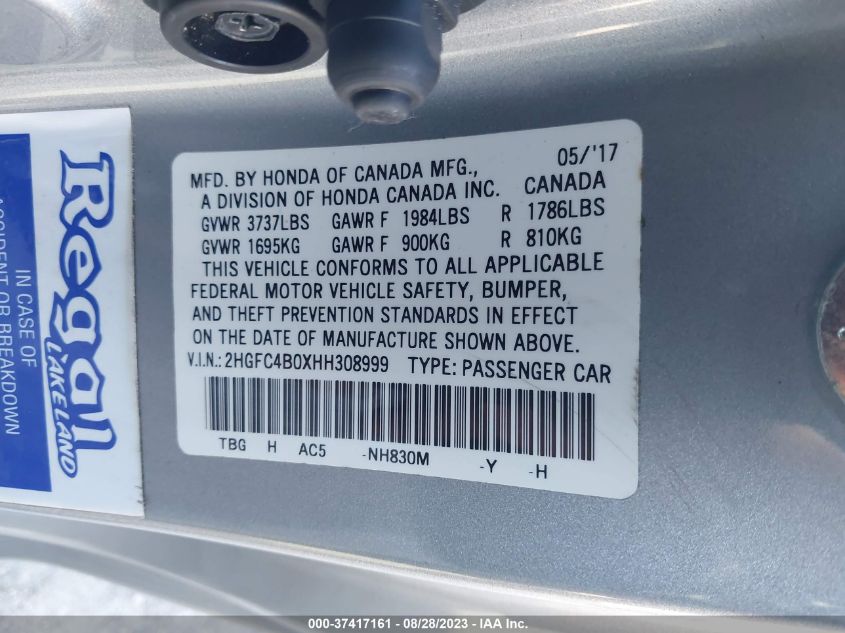 MFD. BY HONDA OF CANADA MFG., 05/'17
A DIVISION OF HONDA CANADA INC. CANADA
GVWR 3737LBS GAWR F 1984LBS R 1786LBS
GVWR 1695KG GAWR F 900KG R 810KG
THIS VEHICLE CONFORMS TO ALL APPLICABLE
FEDERAL MOTOR VEHICLE SAFETY, BUMPER,
AND THEFT PREVENTION STANDARDS IN EFFECT
ON THE DATE OF MANUFACTURE SHOWN ABOVE.
V.I.N.: 2HGFC4B0XHH308999 TYPE: PASSENGER CAR
TBG H AC5 -NH830M -Y -H
Regal
LAKELAND
IN CASE OF
ACCIDENT OR BREAKDOWN
000-37417161 - 08/28/2023 - IAA Inc.